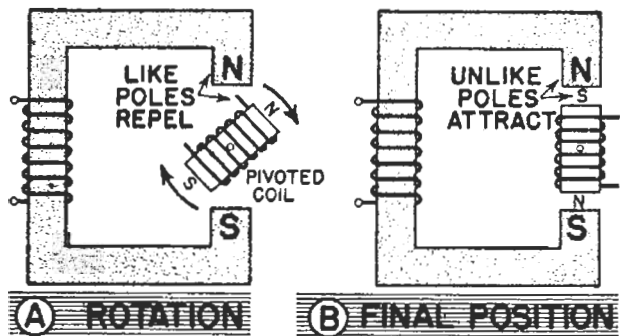 LIKE
POLES
REPEL
N
N
S
PIVOTED
COIL
S
A ROTATION
UNLIKE
POLES
ATTRACT
N
S
N
S
B FINAL POSITION